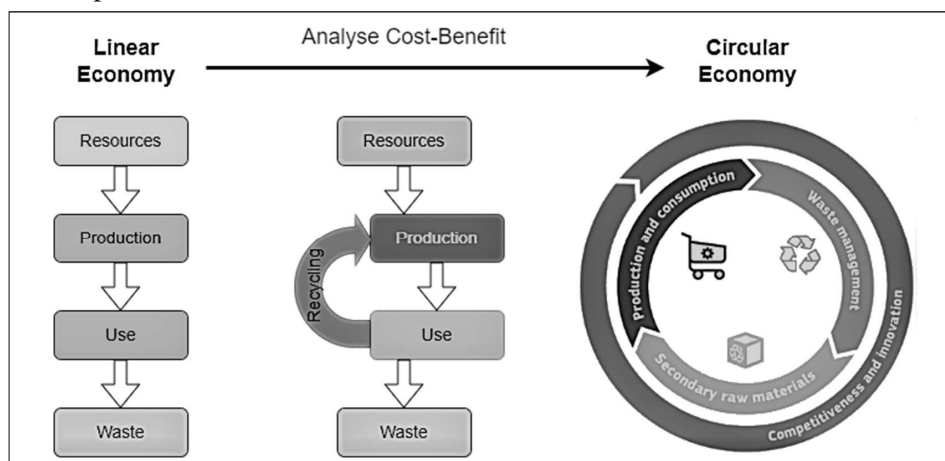 Analyse Cost-Benefit
Linear
Economy
Circular
Economy
Resources
Production
Use
Waste
Resources
Production
Recycling
Use
Waste
Production and consumption
Waste management
Secondary raw materials
Competitiveness and innovation